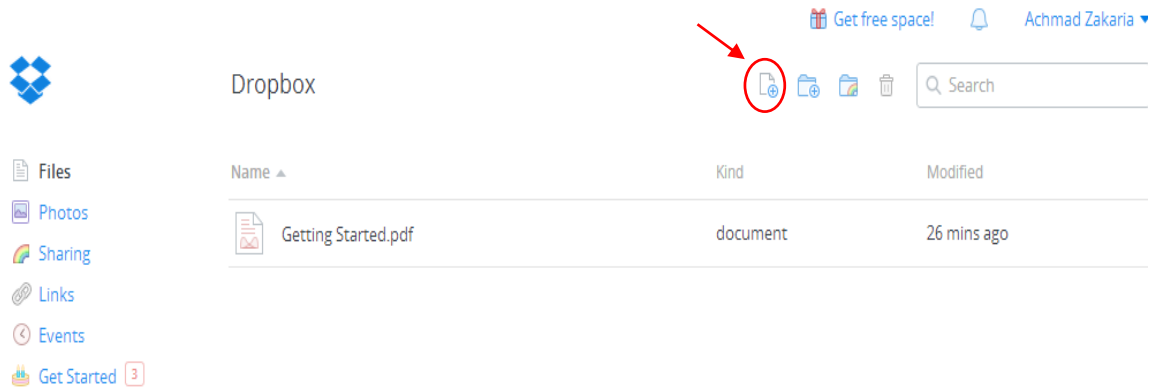 Get free space! Achmad Zakaria
Dropbox Search
Files
Photos
Sharing
Links
Events
Get Started 3
Name Kind Modified
Getting Started.pdf document 26 mins ago